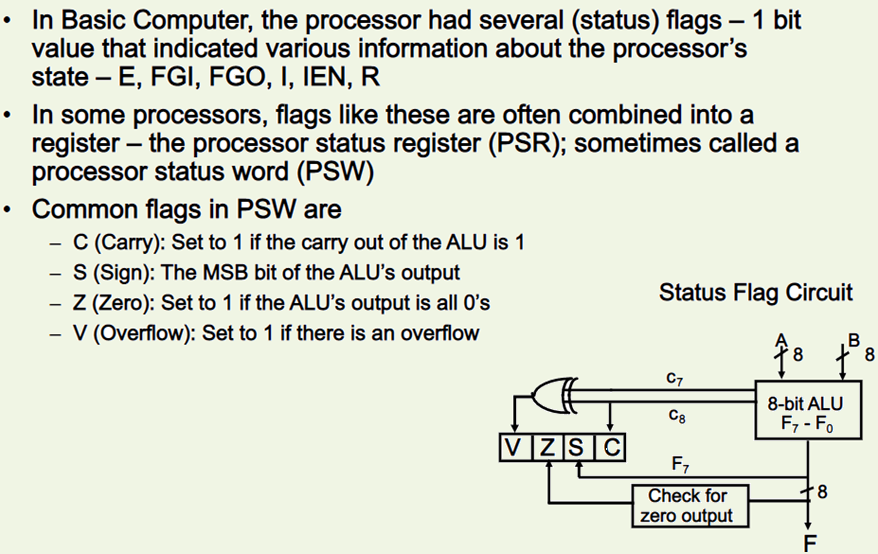 • In Basic Computer, the processor had several (status) flags – 1 bit
value that indicated various information about the processor's
state – E, FGI, FGO, I, IEN, R
• In some processors, flags like these are often combined into a
register – the processor status register (PSR); sometimes called a
processor status word (PSW)
• Common flags in PSW are
– C (Carry): Set to 1 if the carry out of the ALU is 1
– S (Sign): The MSB bit of the ALU's output
– Z (Zero): Set to 1 if the ALU's output is all 0's
– V (Overflow): Set to 1 if there is an overflow
Status Flag Circuit
A B
8 8
c7
c8
8-bit ALU
F7 - F0
V Z S C
F7
8
Check for
zero output
F